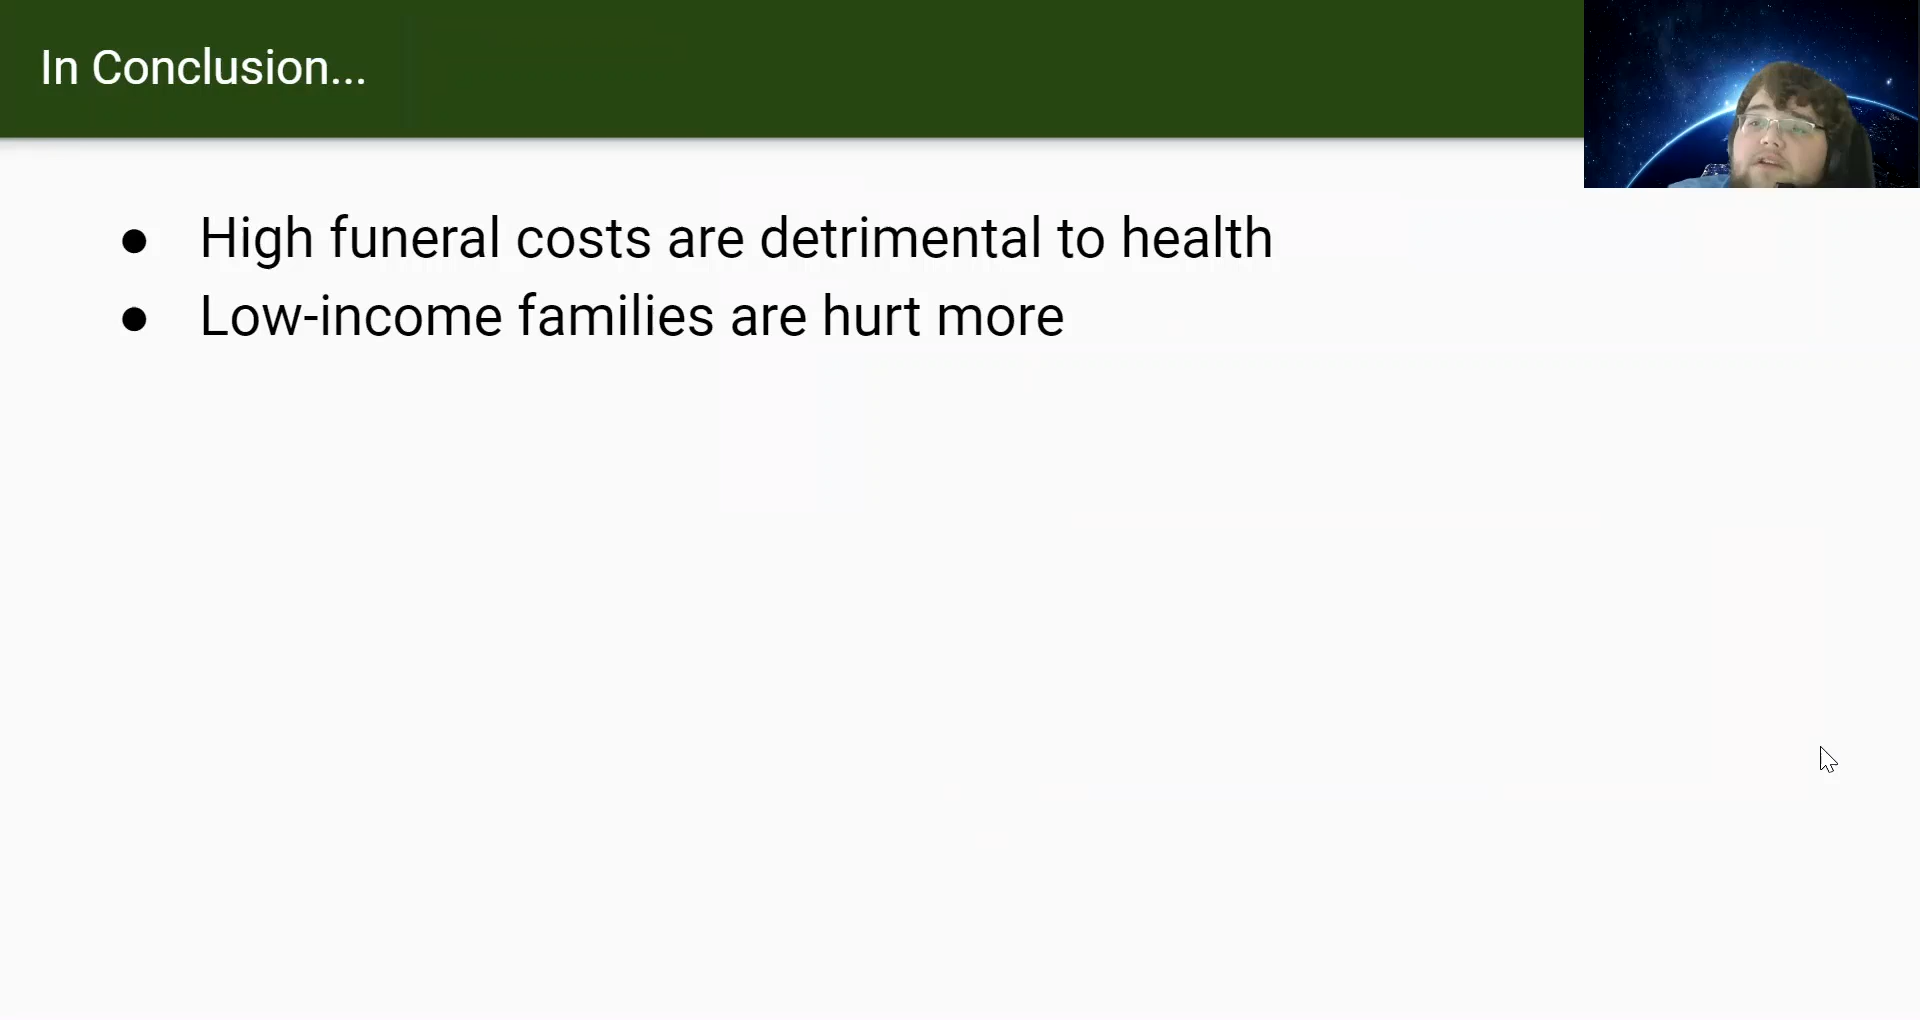 In Conclusion...
● High funeral costs are detrimental to health
● Low-income families are hurt more